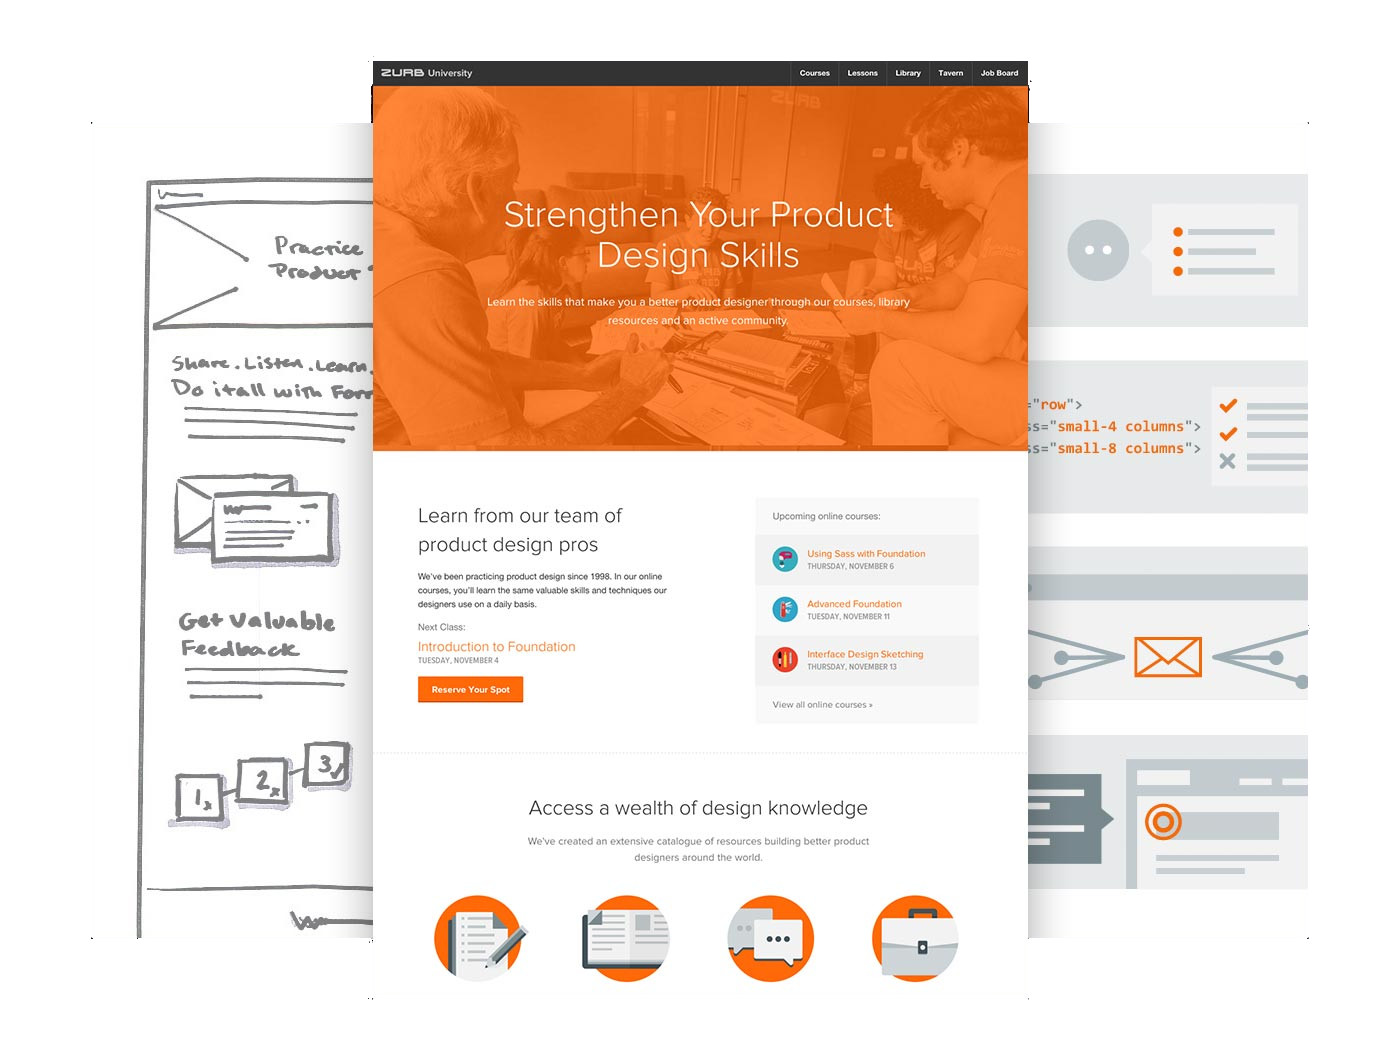 ZURB University
Courses
Lessons
Library
Tavern
Job Board
ZURB
Strengthen Your Product
Design Skills
Learn the skills that make you a better product designer through our courses, library
resources and an active community.
Practice
Product
Share. Listen. Learn.
Do it all with
Get Valuable
Feedback
1
2
3
="row">
ss="small-4 columns">
ss="small-8 columns">
Learn from our team of
product design pros
We've been practicing product design since 1998. In our online
courses, you'll learn the same valuable skills and techniques our
designers use on a daily basis.
Next Class:
Introduction to Foundation
TUESDAY, NOVEMBER 4
Reserve Your Spot
Upcoming online courses:
Using Sass with Foundation
THURSDAY, NOVEMBER 6
Advanced Foundation
TUESDAY, NOVEMBER 11
Interface Design Sketching
THURSDAY, NOVEMBER 13
View all online courses »
Access a wealth of design knowledge
We've created an extensive catalogue of resources building better product
designers around the world.